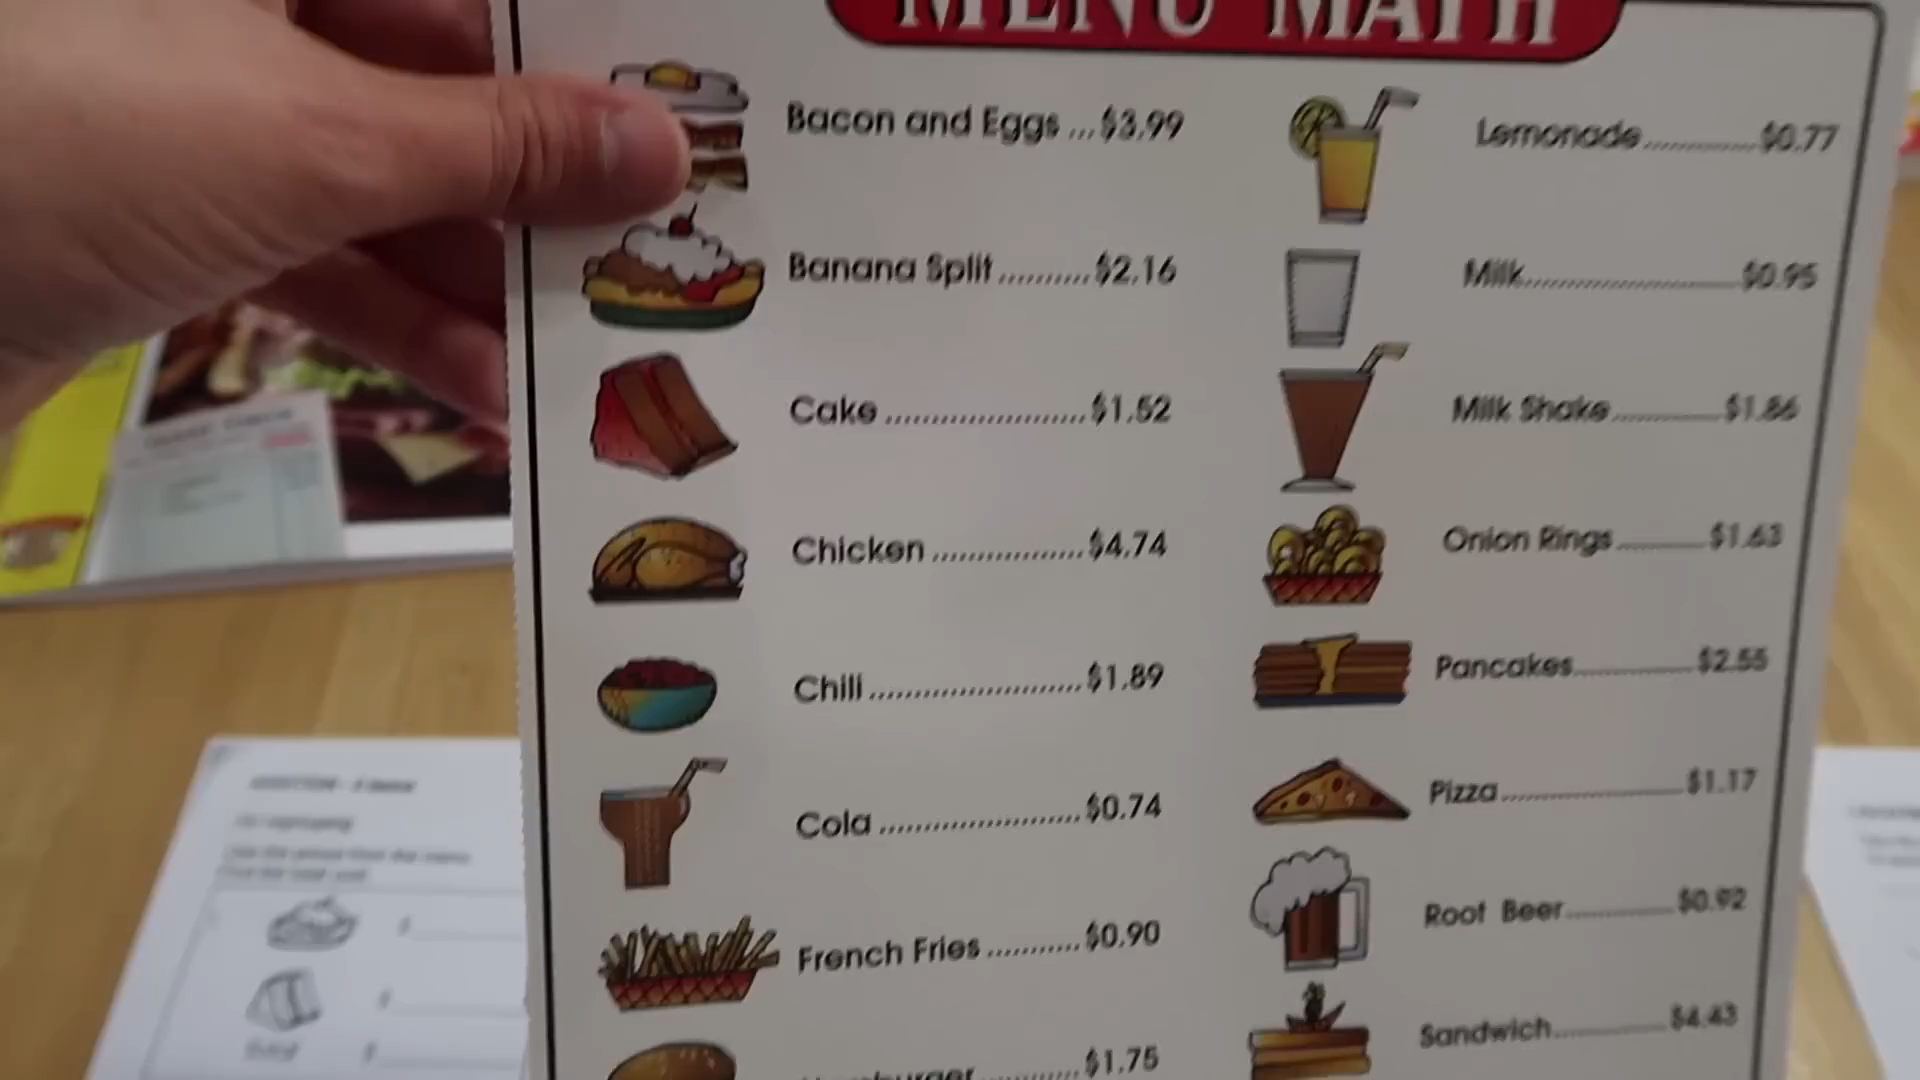 MENU MATH
Bacon and Eggs ...$3.99
Banana Split ..........$2.16
Cake ......................$1.52
Chicken ................$4.74
Chili .......................$1.89
Cola ......................$0.74
French Fries ..........$0.90
Hamburger ...........$1.75
Lemonade............$0.77
Milk.......................$0.95
Milk Shake............$1.86
Onion Rings..........$1.63
Pancakes..............$2.55
Pizza.....................$1.17
Root Beer.............$0.92
Sandwich.............$4.43